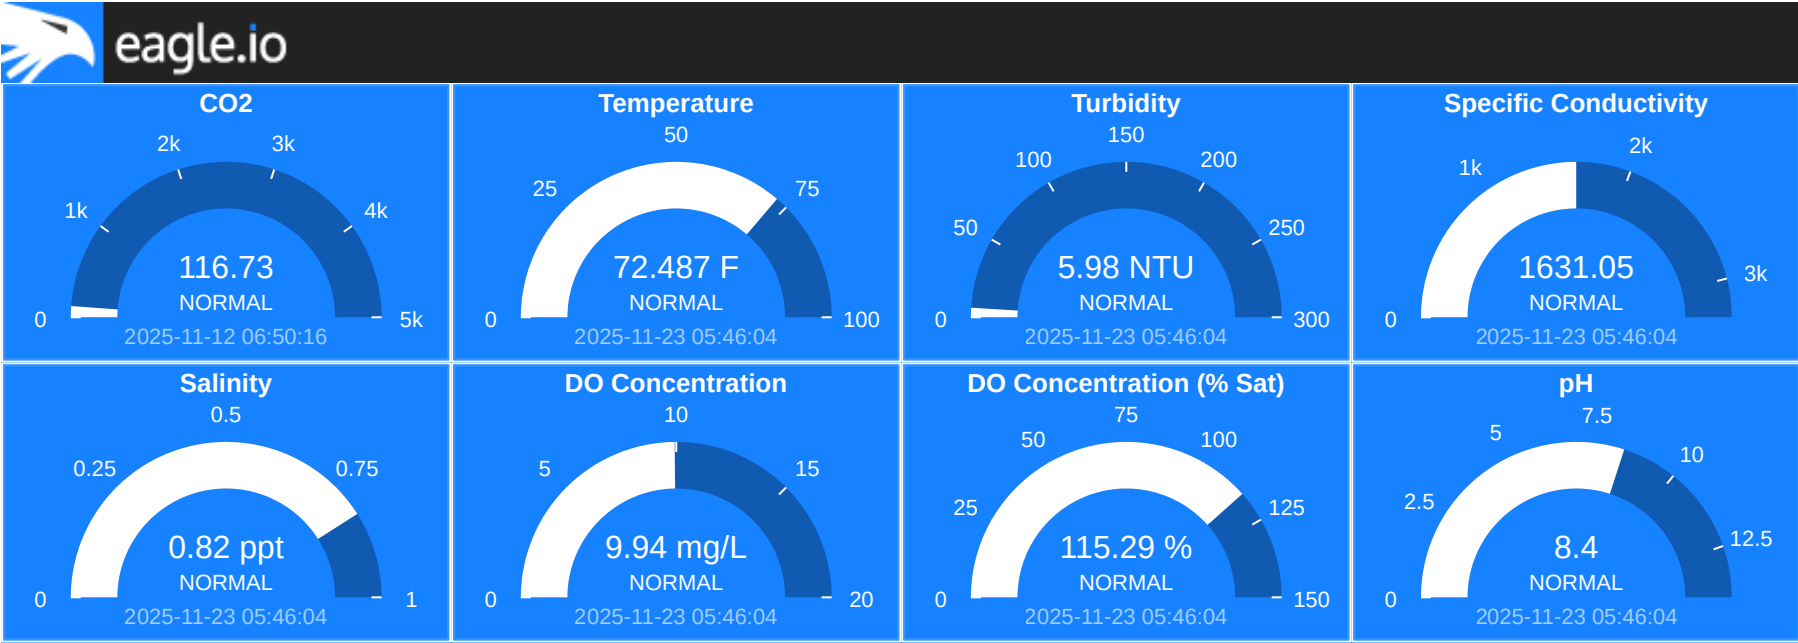 eagle.io
CO2
0
1k
2k
3k
4k
5k
116.73
NORMAL
2025-11-12 06:50:16
Temperature
0
25
50
75
100
72.487 F
NORMAL
2025-11-23 05:46:04
Turbidity
0
50
100
150
200
250
300
5.98 NTU
NORMAL
2025-11-23 05:46:04
Specific Conductivity
0
1k
2k
3k
1631.05
NORMAL
2025-11-23 05:46:04
Salinity
0
0.25
0.5
0.75
1
0.82 ppt
NORMAL
2025-11-23 05:46:04
DO Concentration
0
5
10
15
20
9.94 mg/L
NORMAL
2025-11-23 05:46:04
DO Concentration (% Sat)
0
25
50
75
100
125
150
115.29 %
NORMAL
2025-11-23 05:46:04
pH
0
2.5
5
7.5
10
12.5
8.4
NORMAL
2025-11-23 05:46:04